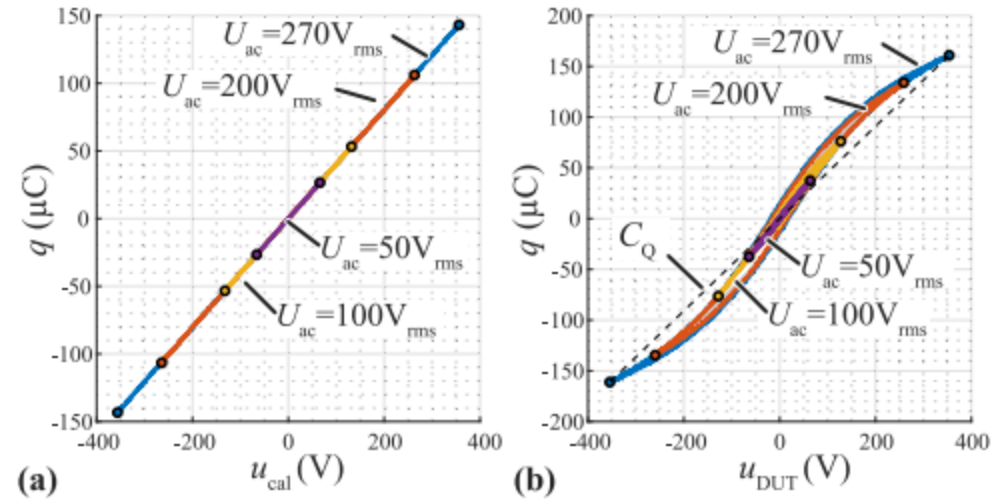 150
100
50
0
-50
-100
-150
-400
-200
0
200
400
q (μC)
u_cal (V)
U_ac=270V_rms
U_ac=200V_rms
U_ac=50V_rms
U_ac=100V_rms
(a)
200
150
100
50
0
-50
-100
-150
-200
-400
-200
0
200
400
q (μC)
u_DUT (V)
U_ac=270V_rms
U_ac=200V_rms
C_Q
U_ac=50V_rms
U_ac=100V_rms
(b)